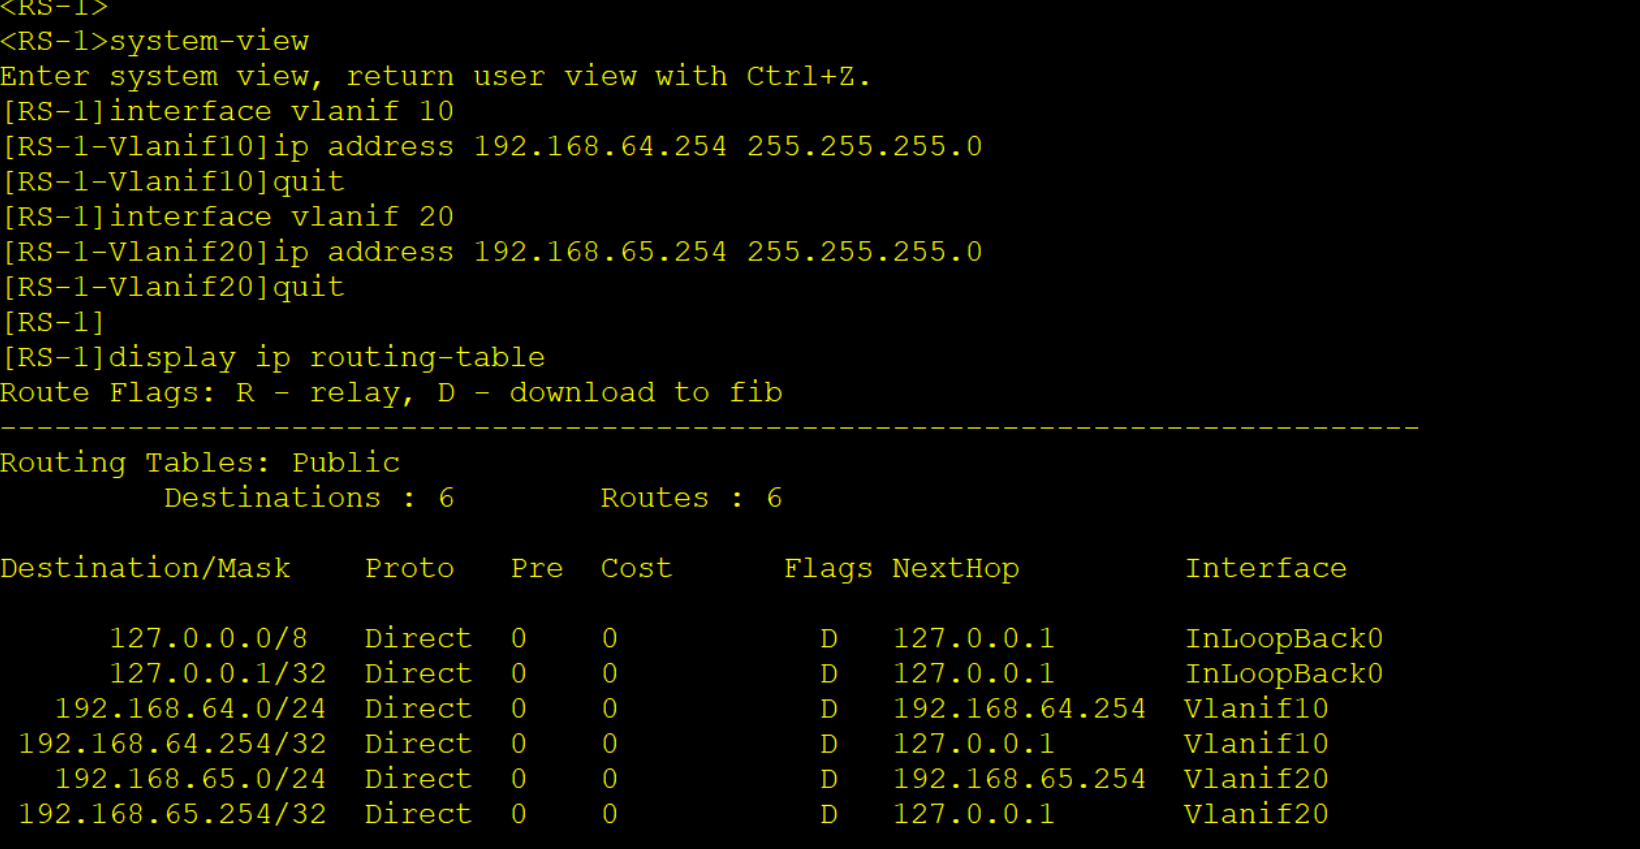 <RS-1>
<RS-1>system-view
Enter system view, return user view with Ctrl+Z.
[RS-1]interface vlanif 10
[RS-1-Vlanif10]ip address 192.168.64.254 255.255.255.0
[RS-1-Vlanif10]quit
[RS-1]interface vlanif 20
[RS-1-Vlanif20]ip address 192.168.65.254 255.255.255.0
[RS-1-Vlanif20]quit
[RS-1]
[RS-1]display ip routing-table
Route Flags: R - relay, D - download to fib
------------------------------------------------------------------------------
Routing Tables: Public
         Destinations : 6        Routes : 6

Destination/Mask    Proto   Pre  Cost      Flags NextHop         Interface

      127.0.0.0/8   Direct  0    0           D   127.0.0.1       InLoopBack0
      127.0.0.1/32  Direct  0    0           D   127.0.0.1       InLoopBack0
   192.168.64.0/24  Direct  0    0           D   192.168.64.254  Vlanif10
 192.168.64.254/32  Direct  0    0           D   127.0.0.1       Vlanif10
   192.168.65.0/24  Direct  0    0           D   192.168.65.254  Vlanif20
 192.168.65.254/32  Direct  0    0           D   127.0.0.1       Vlanif20